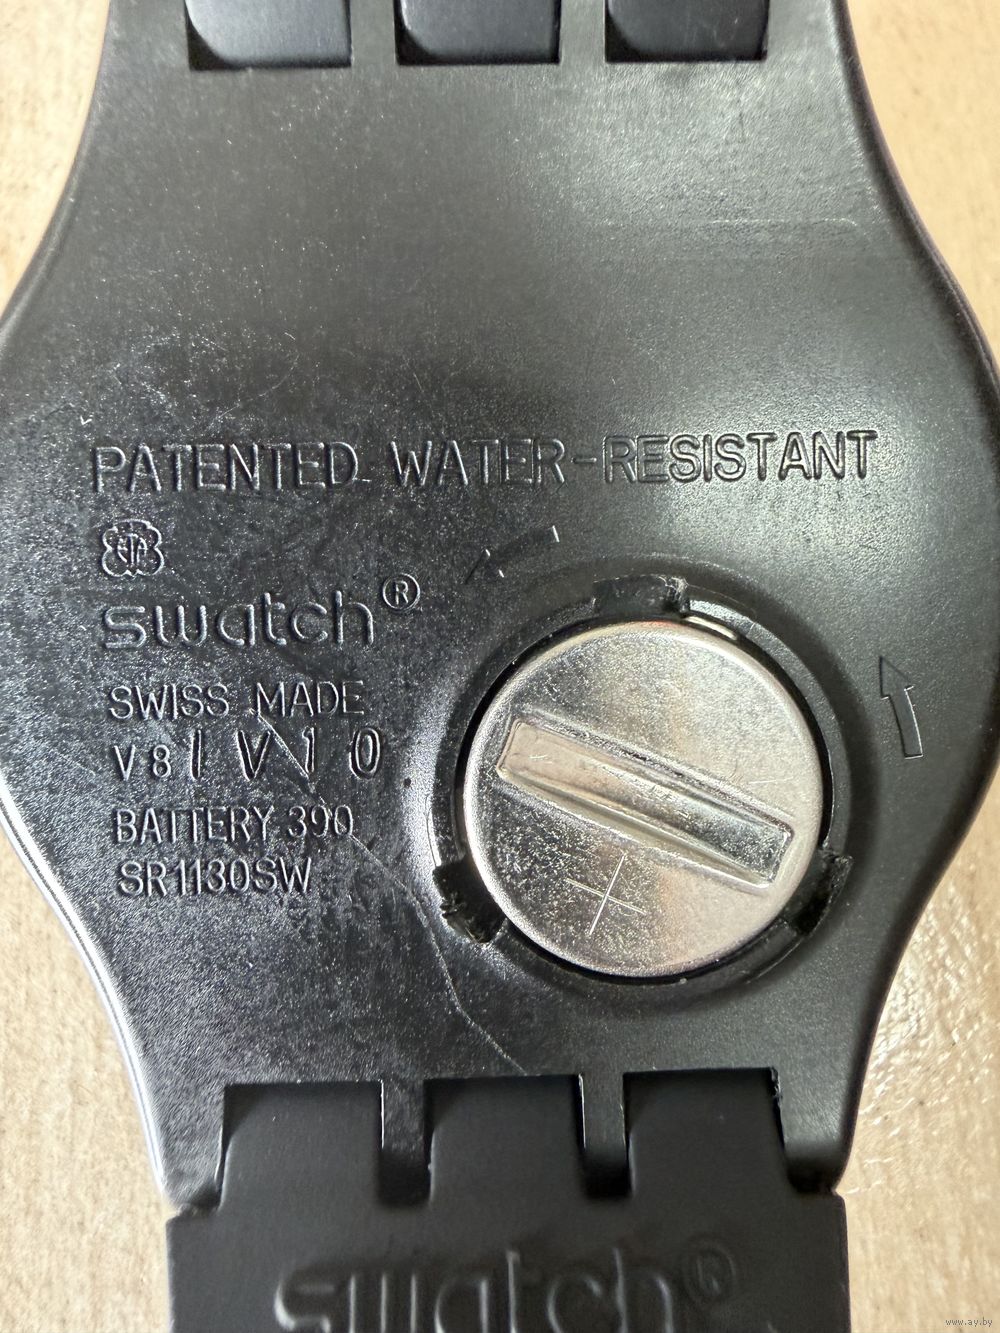 PATENTED WATER-RESISTANT
swatch®
SWISS MADE
V8 I V 1 0
BATTERY 390
SR1130SW
+
swatch®
www.ay.by